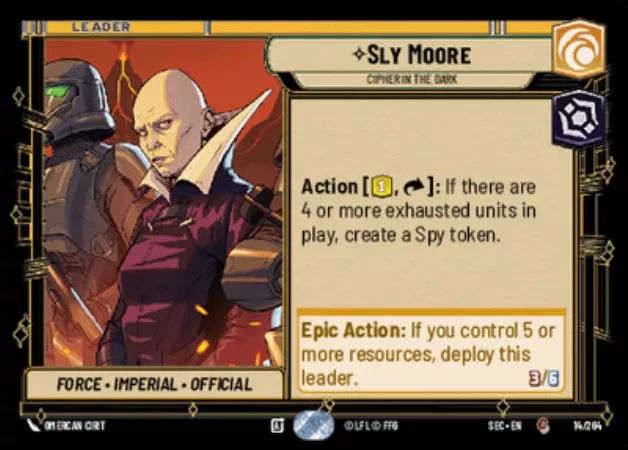 LEADER
SLY MOORE
CIPHER IN THE DARK
Action [1, ]: If there are
4 or more exhausted units in
play, create a Spy token.
Epic Action: If you control 5 or
more resources, deploy this
leader.
3/6
FORCE • IMPERIAL • OFFICIAL
OMERCAN CIRIT
©LFL © FFG
SEC • EN
14/264